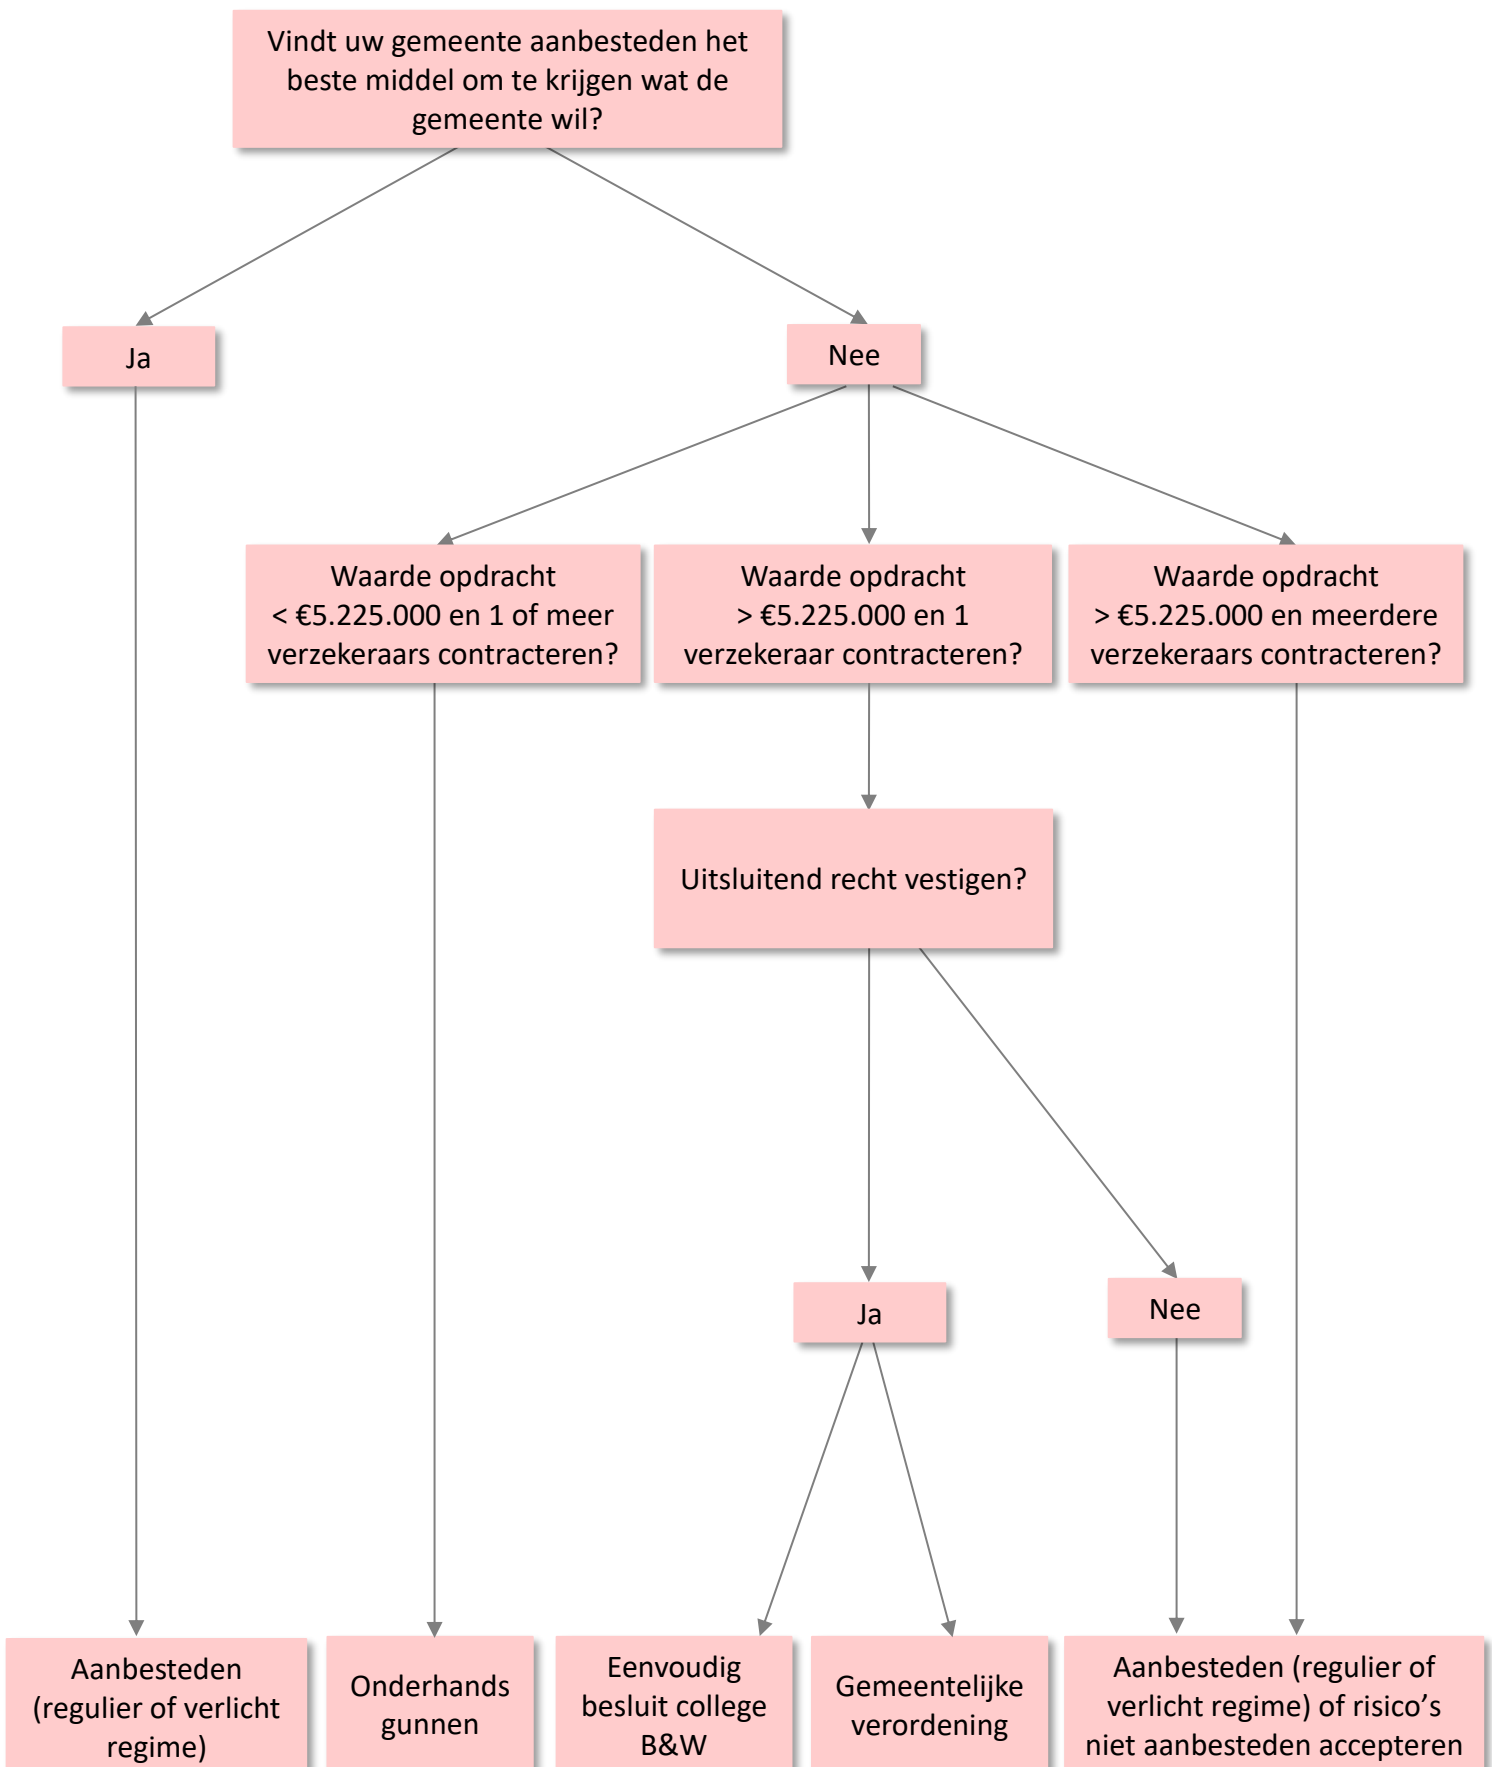 Vindt uw gemeente aanbesteden het
beste middel om te krijgen wat de
gemeente wil?
Ja
Nee
Waarde opdracht
< €5.225.000 en 1 of meer
verzekeraars contracteren?
Waarde opdracht
> €5.225.000 en 1
verzekeraar contracteren?
Waarde opdracht
> €5.225.000 en meerdere
verzekeraars contracteren?
Uitsluitend recht vestigen?
Ja
Nee
Aanbesteden
(regulier of verlicht
regime)
Onderhands
gunnen
Eenvoudig
besluit college
B&W
Gemeentelijke
verordening
Aanbesteden (regulier of
verlicht regime) of risico’s
niet aanbesteden accepteren